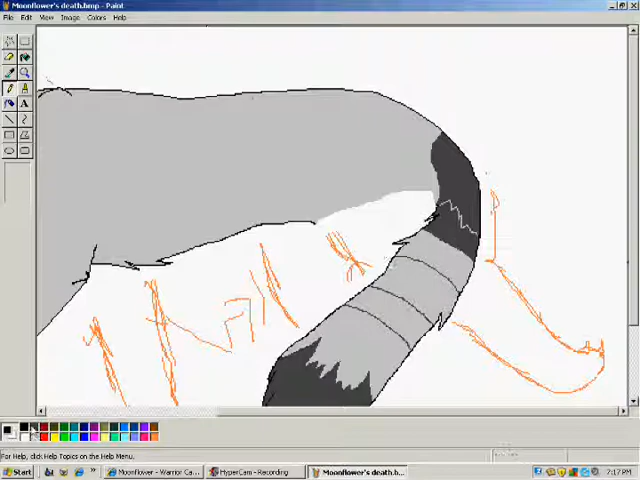 Moonflower's death.bmp - Paint
File Edit View Image Colors Help
A
For Help, click Help Topics on the Help Menu.
Start
»
Moonflower - Warrior Ca...
HyperCam - Recording
Moonflower's death.b...
7:17 PM